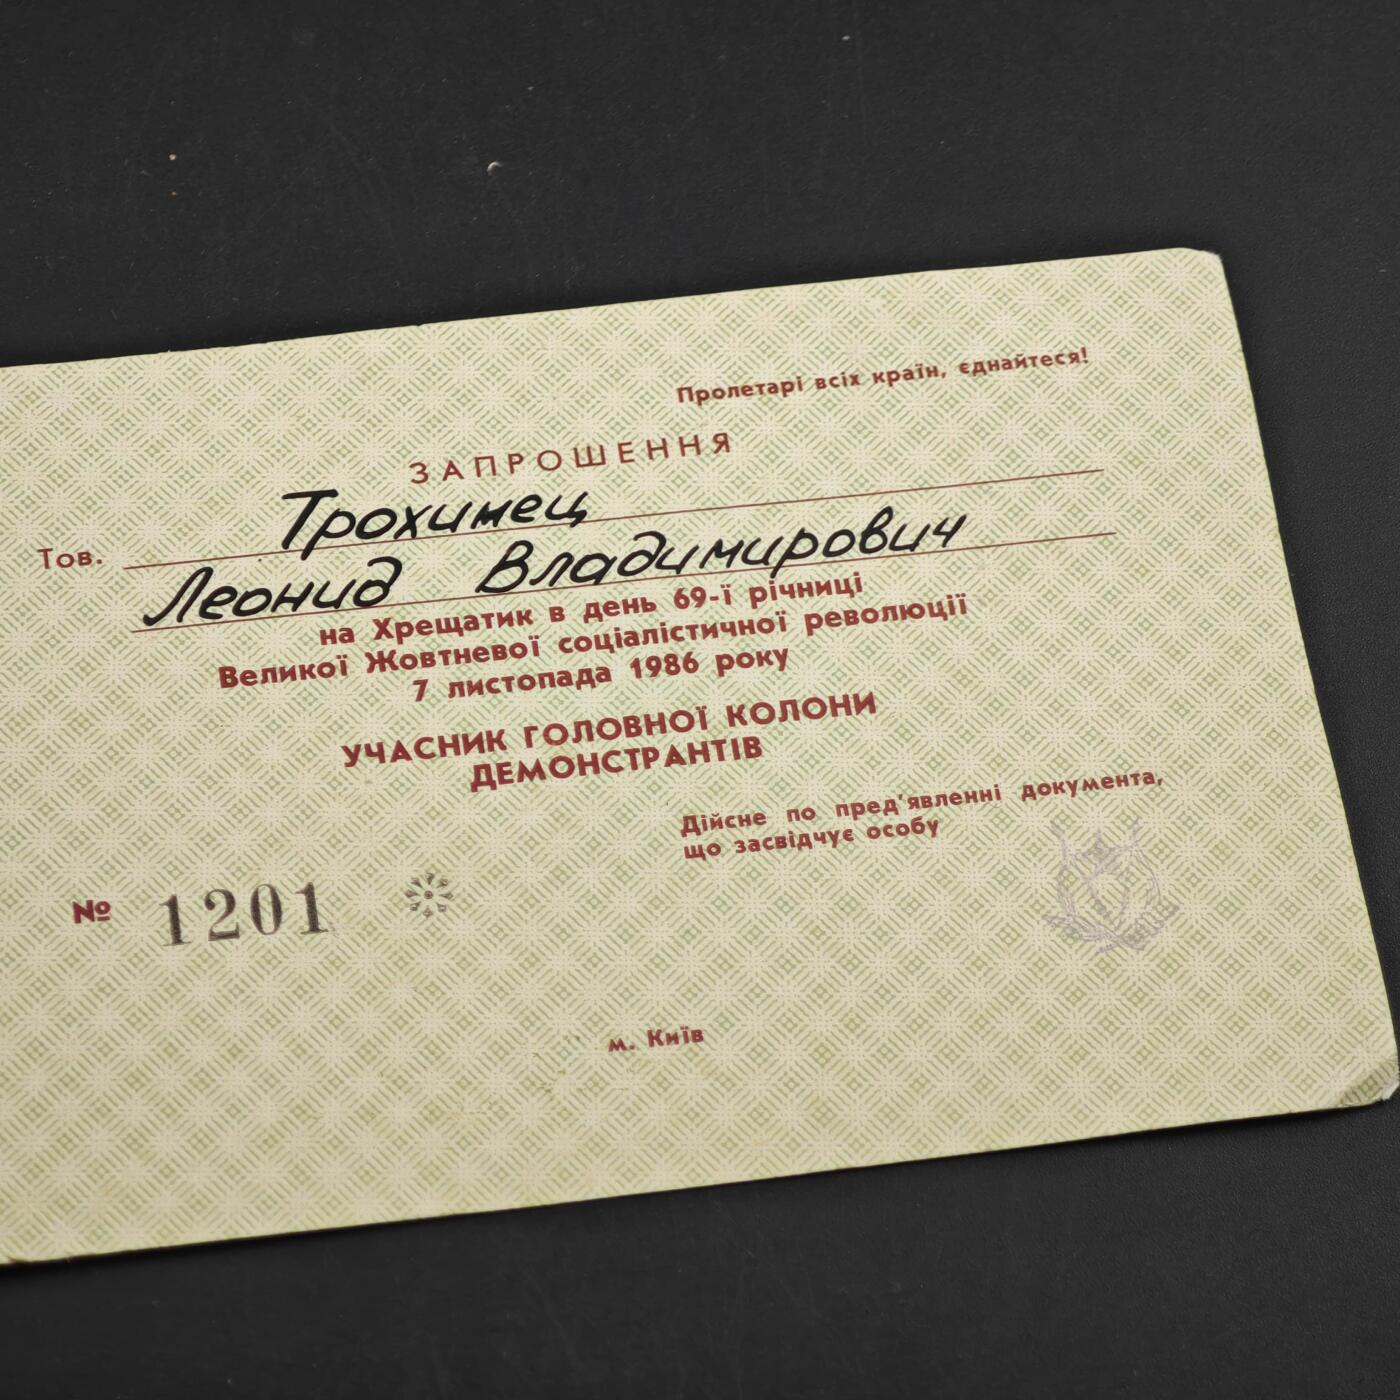 Пролетарі всіх країн, єднайтеся!
ЗАПРОШЕННЯ
Тов. Трохимец
Леонид Владимирович
на Хрещатик в день 69-ї річниці
Великої Жовтневої соціалістичної революції
7 листопада 1986 року
УЧАСНИК ГОЛОВНОЇ КОЛОНИ
ДЕМОНСТРАНТІВ
Дійсне по пред'явленні документа,
що засвідчує особу
№ 1201
м. Київ